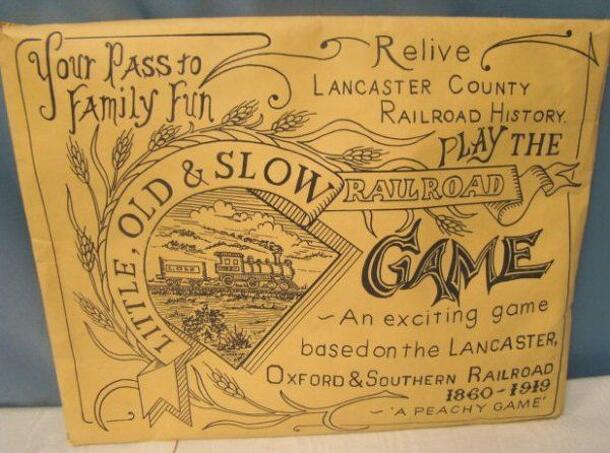 Your Pass to
Family Fun
Relive
LANCASTER COUNTY
RAILROAD HISTORY.
PLAY THE
LITTLE, OLD & SLOW
RAILROAD
GAME
~An exciting game
based on the LANCASTER,
OXFORD & SOUTHERN RAILROAD
1860-1919
~ 'A PEACHY GAME'